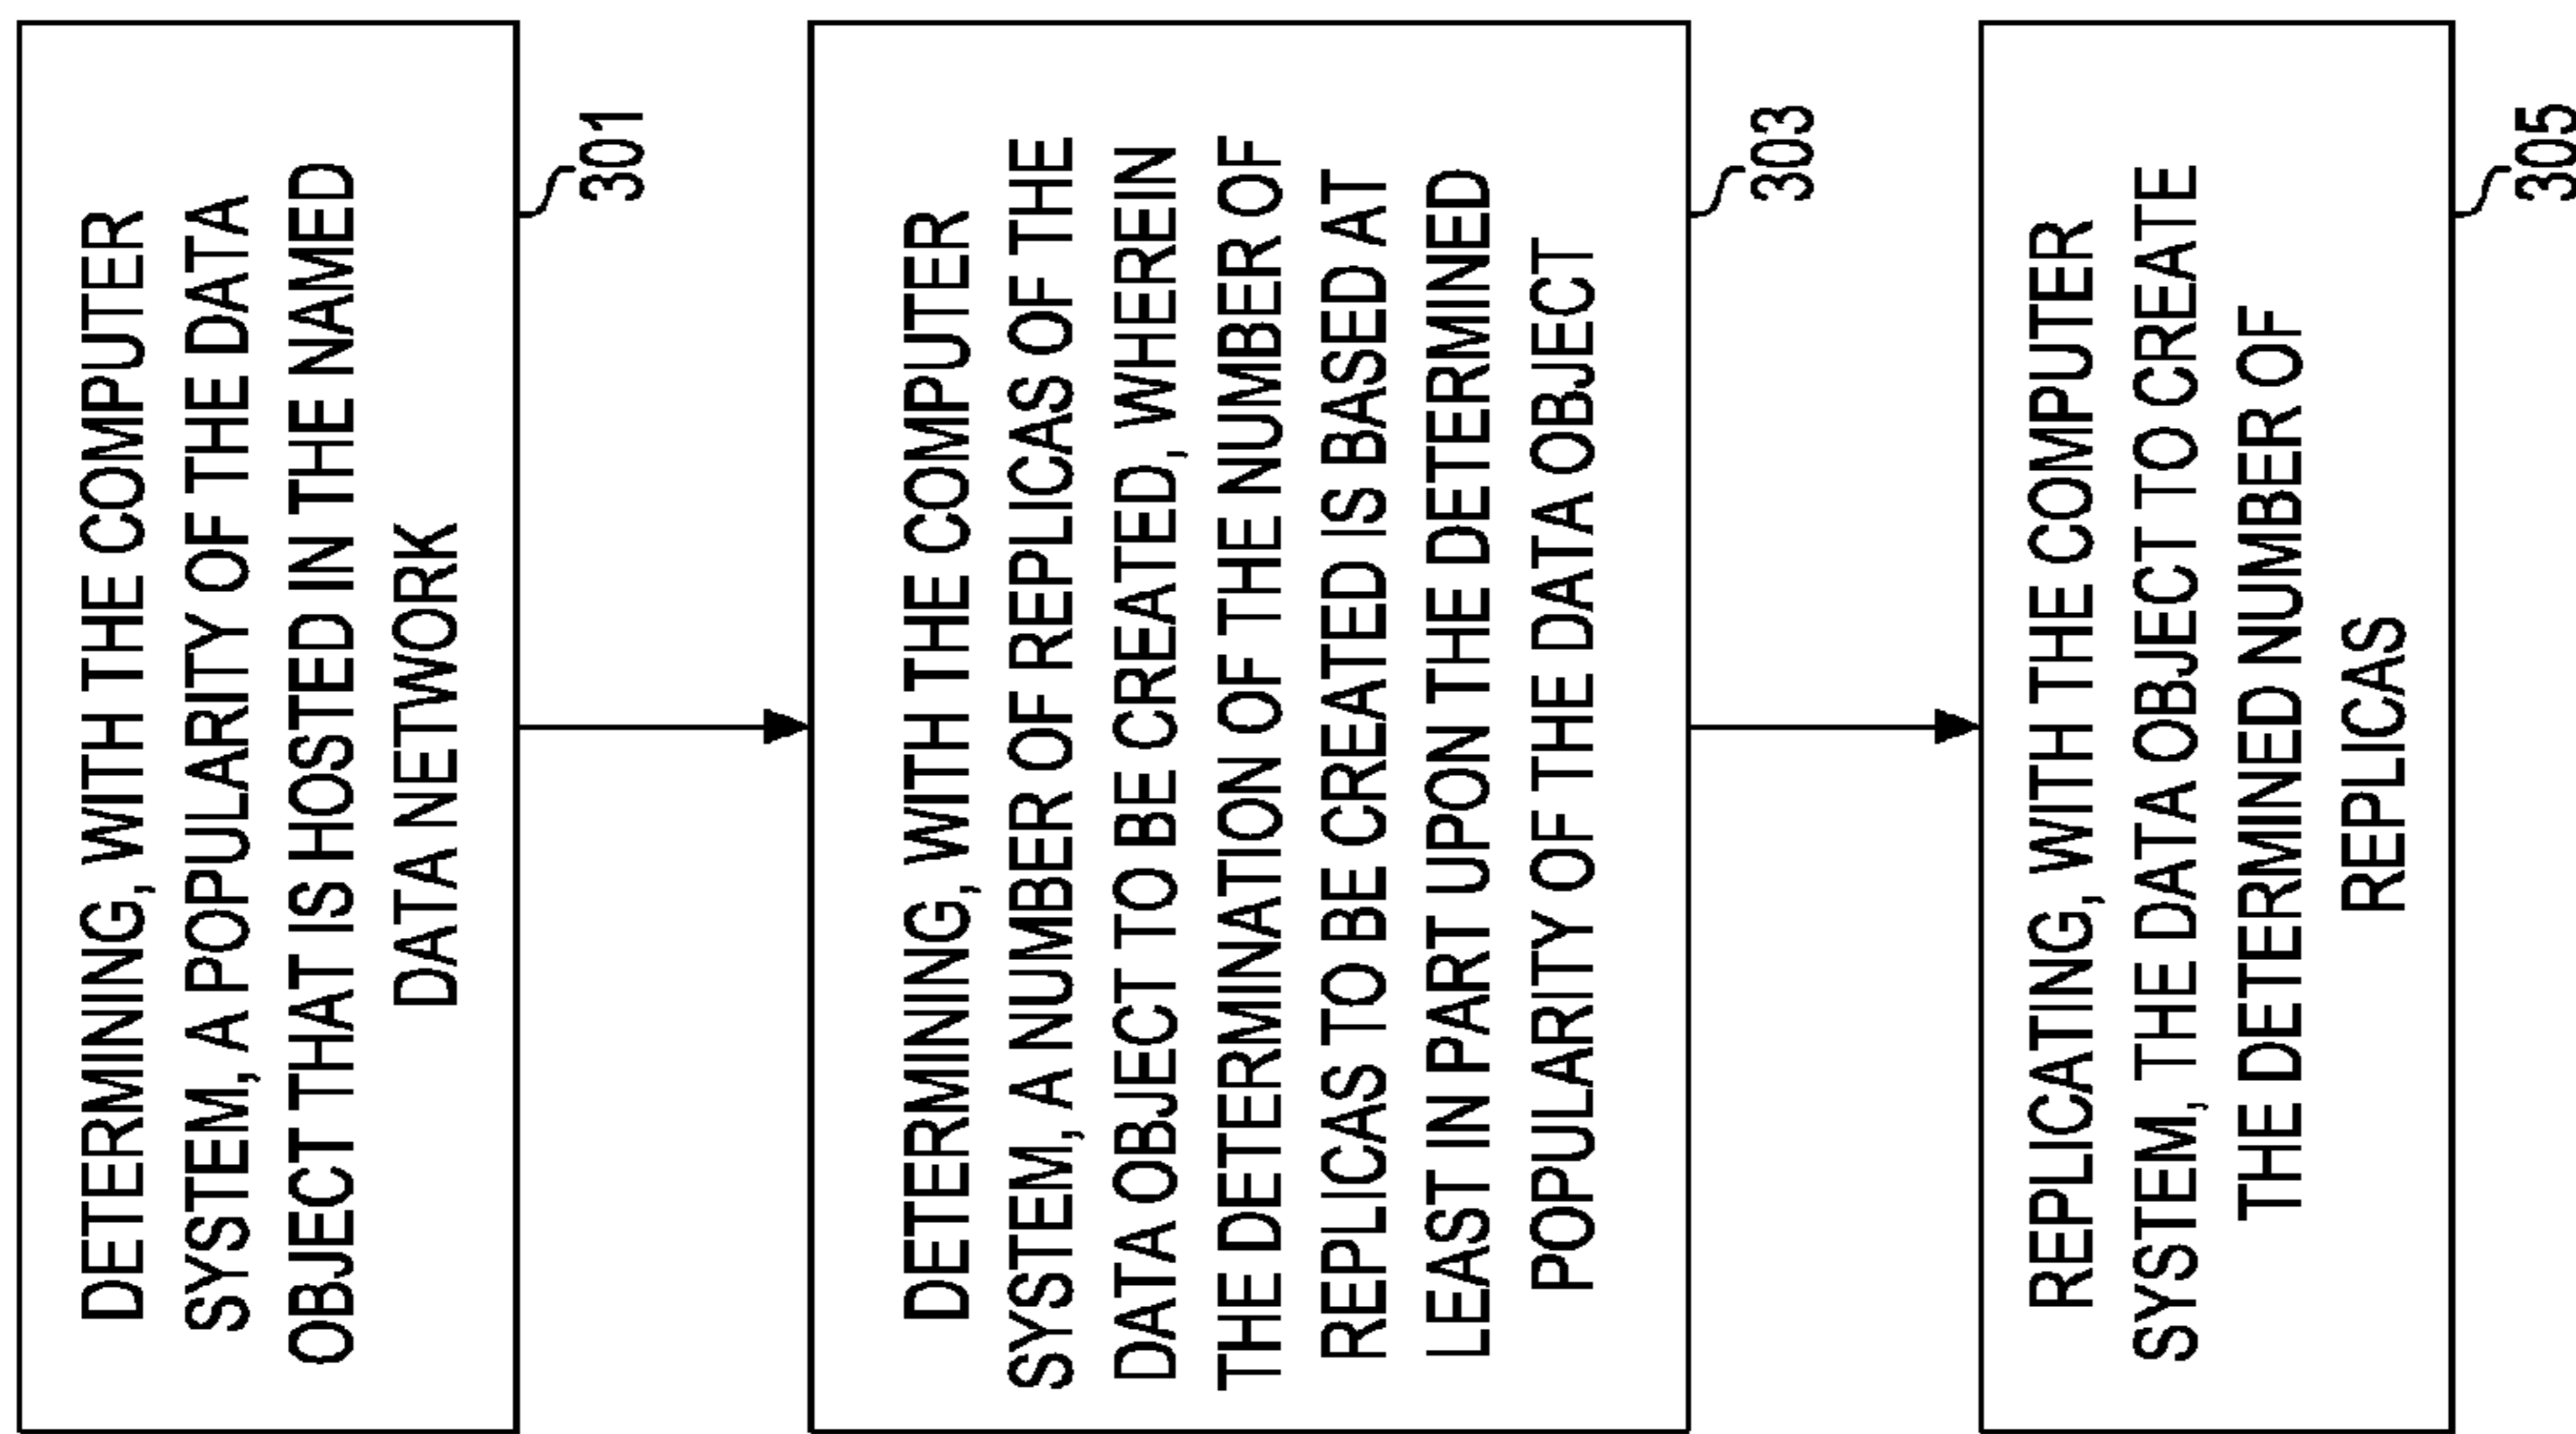 DETERMINING, WITH THE COMPUTER
SYSTEM, A POPULARITY OF THE DATA
OBJECT THAT IS HOSTED IN THE NAMED
DATA NETWORK
301
DETERMINING, WITH THE COMPUTER
SYSTEM, A NUMBER OF REPLICAS OF THE
DATA OBJECT TO BE CREATED, WHEREIN
THE DETERMINATION OF THE NUMBER OF
REPLICAS TO BE CREATED IS BASED AT
LEAST IN PART UPON THE DETERMINED
POPULARITY OF THE DATA OBJECT
303
REPLICATING, WITH THE COMPUTER
SYSTEM, THE DATA OBJECT TO CREATE
THE DETERMINED NUMBER OF
REPLICAS
305